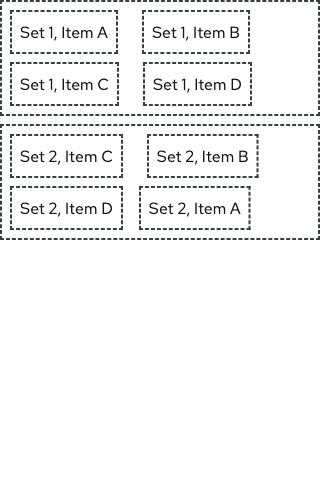 Set 1, Item A Set 1, Item B
Set 1, Item C Set 1, Item D
Set 2, Item C Set 2, Item B
Set 2, Item D Set 2, Item A